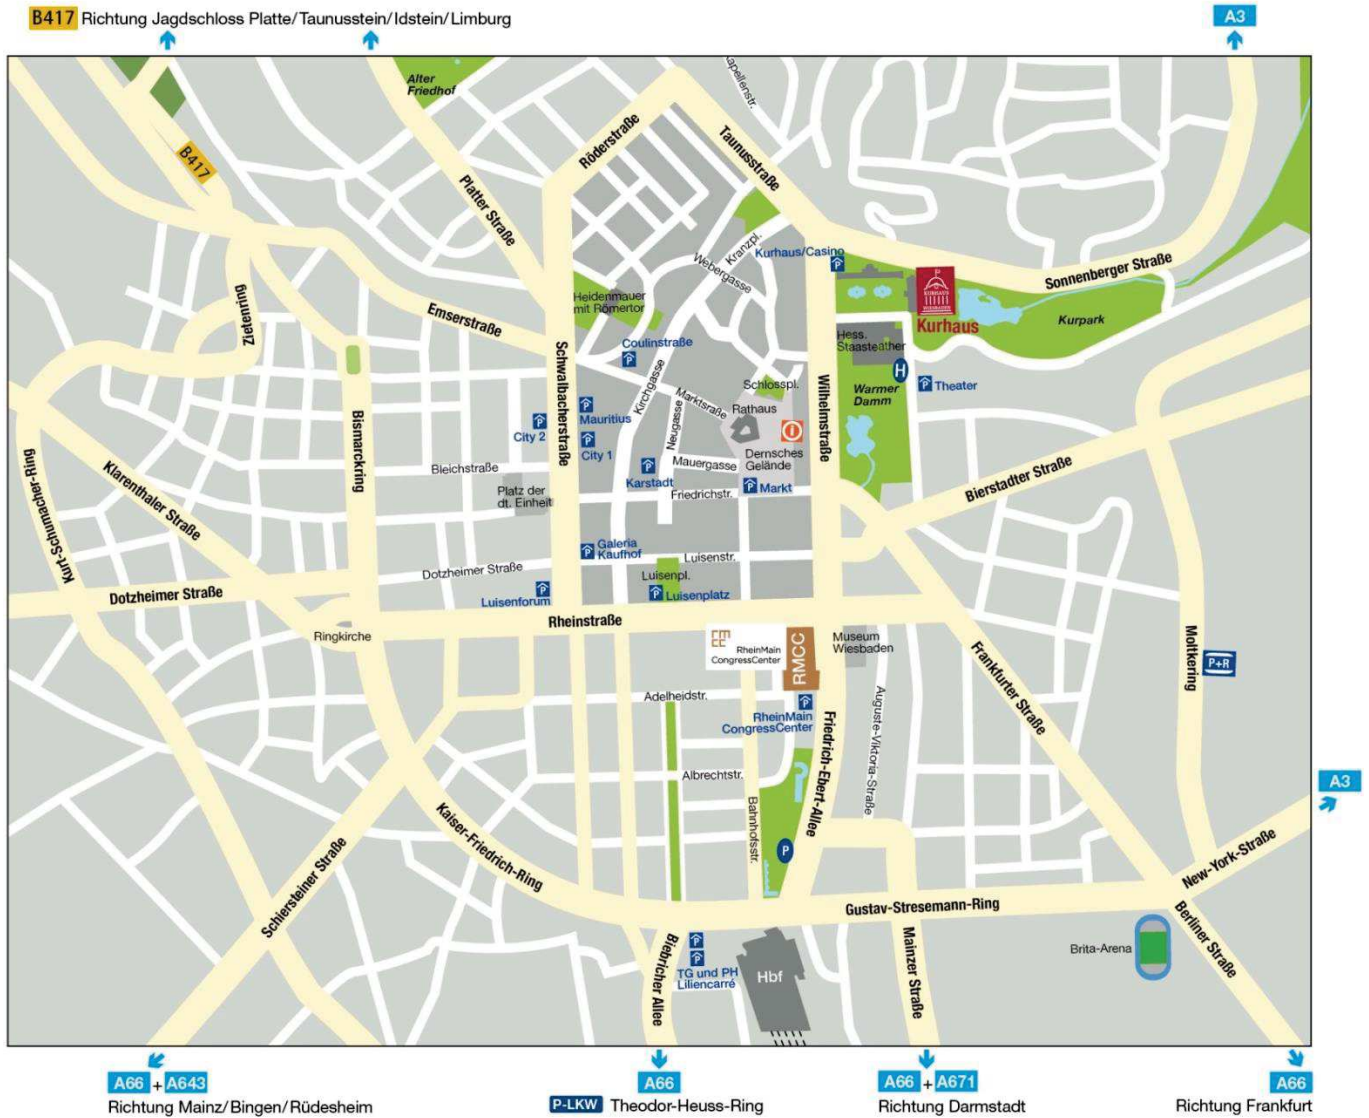 B417 Richtung Jagdschloss Platte/Taunusstein/Idstein/Limburg
A3
Alter
Friedhof
Kapellenstr.
B417
Röderstraße
Taunusstraße
Platter Straße
Kranzpl.
Kurhaus/Casino
P
Webergasse
Sonnenberger Straße
KURHAUS
WIESBADEN
Kurhaus
Kurpark
Zietenring
Emserstraße
Heidenmauer
mit Römertor
Coulinstraße
P
Hess.
Staasteather
H
P Theater
Schwalbacherstraße
Kirchgasse
Marktsraße
Neugasse
Schlosspl.
Rathaus
Wilhelmstraße
Warmer
Damm
P
Mauritius
P
City 2
P
City 1
Bismarckring
Bleichstraße
P
Karstadt
Mauergasse
Dernsches
Gelände
P Markt
Friedrichstr.
Platz der
dt. Einheit
Bierstadter Straße
Kurt-Schumacher-Ring
Klarenthaler Straße
P Galeria
Kaufhof
Luisenstr.
Dotzheimer Straße
Luisenpl.
P Luisenplatz
P
Luisenforum
Dotzheimer Straße
Rheinstraße
Ringkirche
rmcc
RheinMain
CongressCenter
RMCC
Museum
Wiesbaden
Moltkering
P+R
Frankfurter Straße
Adelheidstr.
P
RheinMain
CongressCenter
Friedrich-Ebert-Allee
Auguste-Viktoria-Straße
Albrechtstr.
Bahnhofsstr.
P
A3
Kaiser-Friedrich-Ring
Schiersteiner Straße
New-York-Straße
Gustav-Stresemann-Ring
Berliner Straße
Brita-Arena
Mainzer Straße
Biebricher Allee
P
P
TG und PH
Liliencarré
Hbf
A66 + A643
Richtung Mainz/Bingen/Rüdesheim
A66
P-LKW Theodor-Heuss-Ring
A66 + A671
Richtung Darmstadt
A66
Richtung Frankfurt